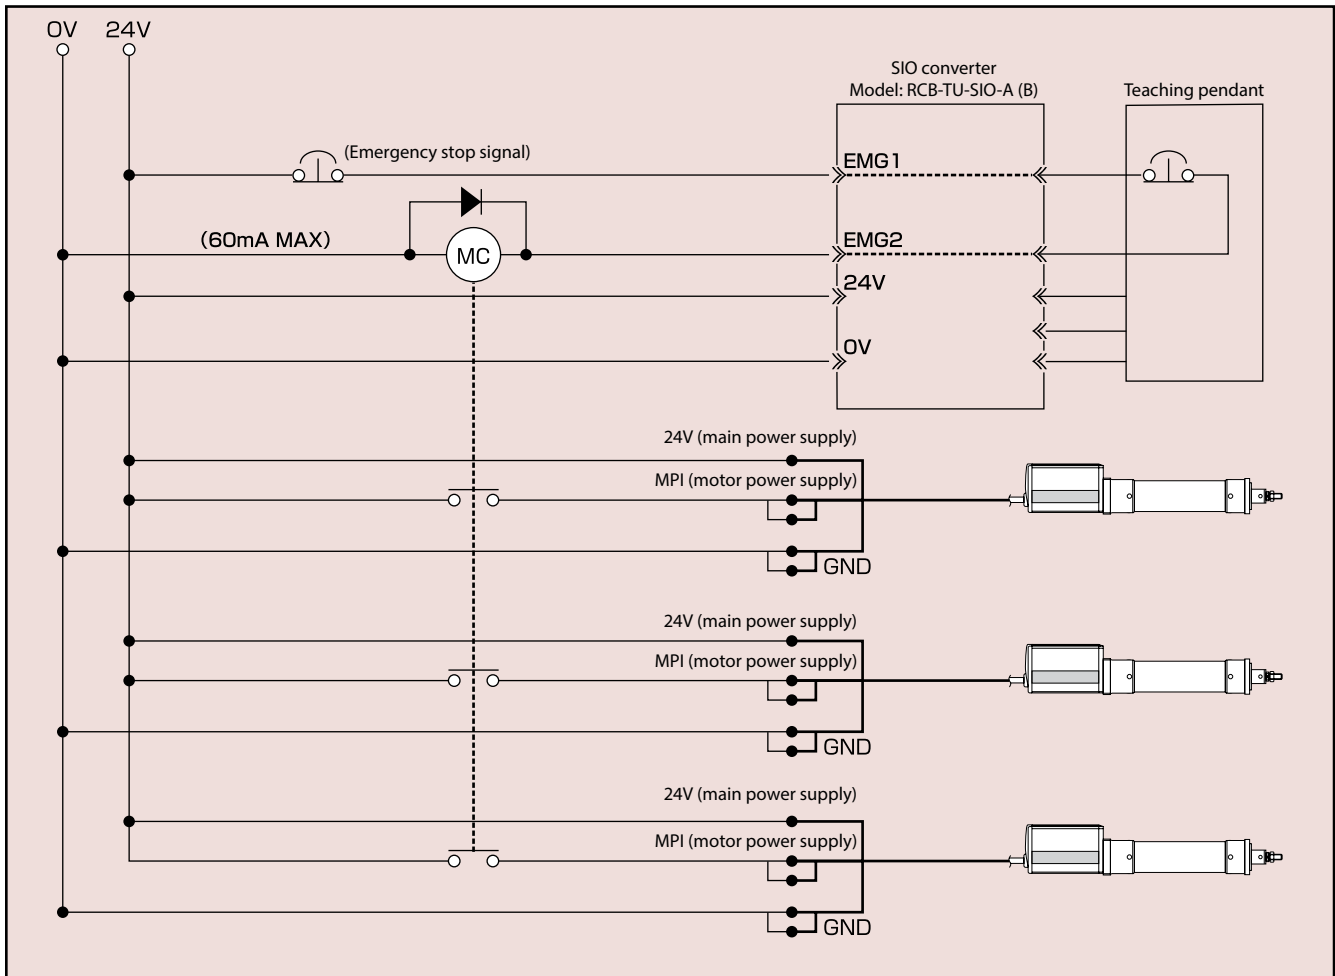 0V 24V
SIO converter
Model: RCB-TU-SIO-A (B)
Teaching pendant
(Emergency stop signal)
EMG1
(60mA MAX)
MC
EMG2
24V
0V
24V (main power supply)
MPI (motor power supply)
GND
24V (main power supply)
MPI (motor power supply)
GND
24V (main power supply)
MPI (motor power supply)
GND